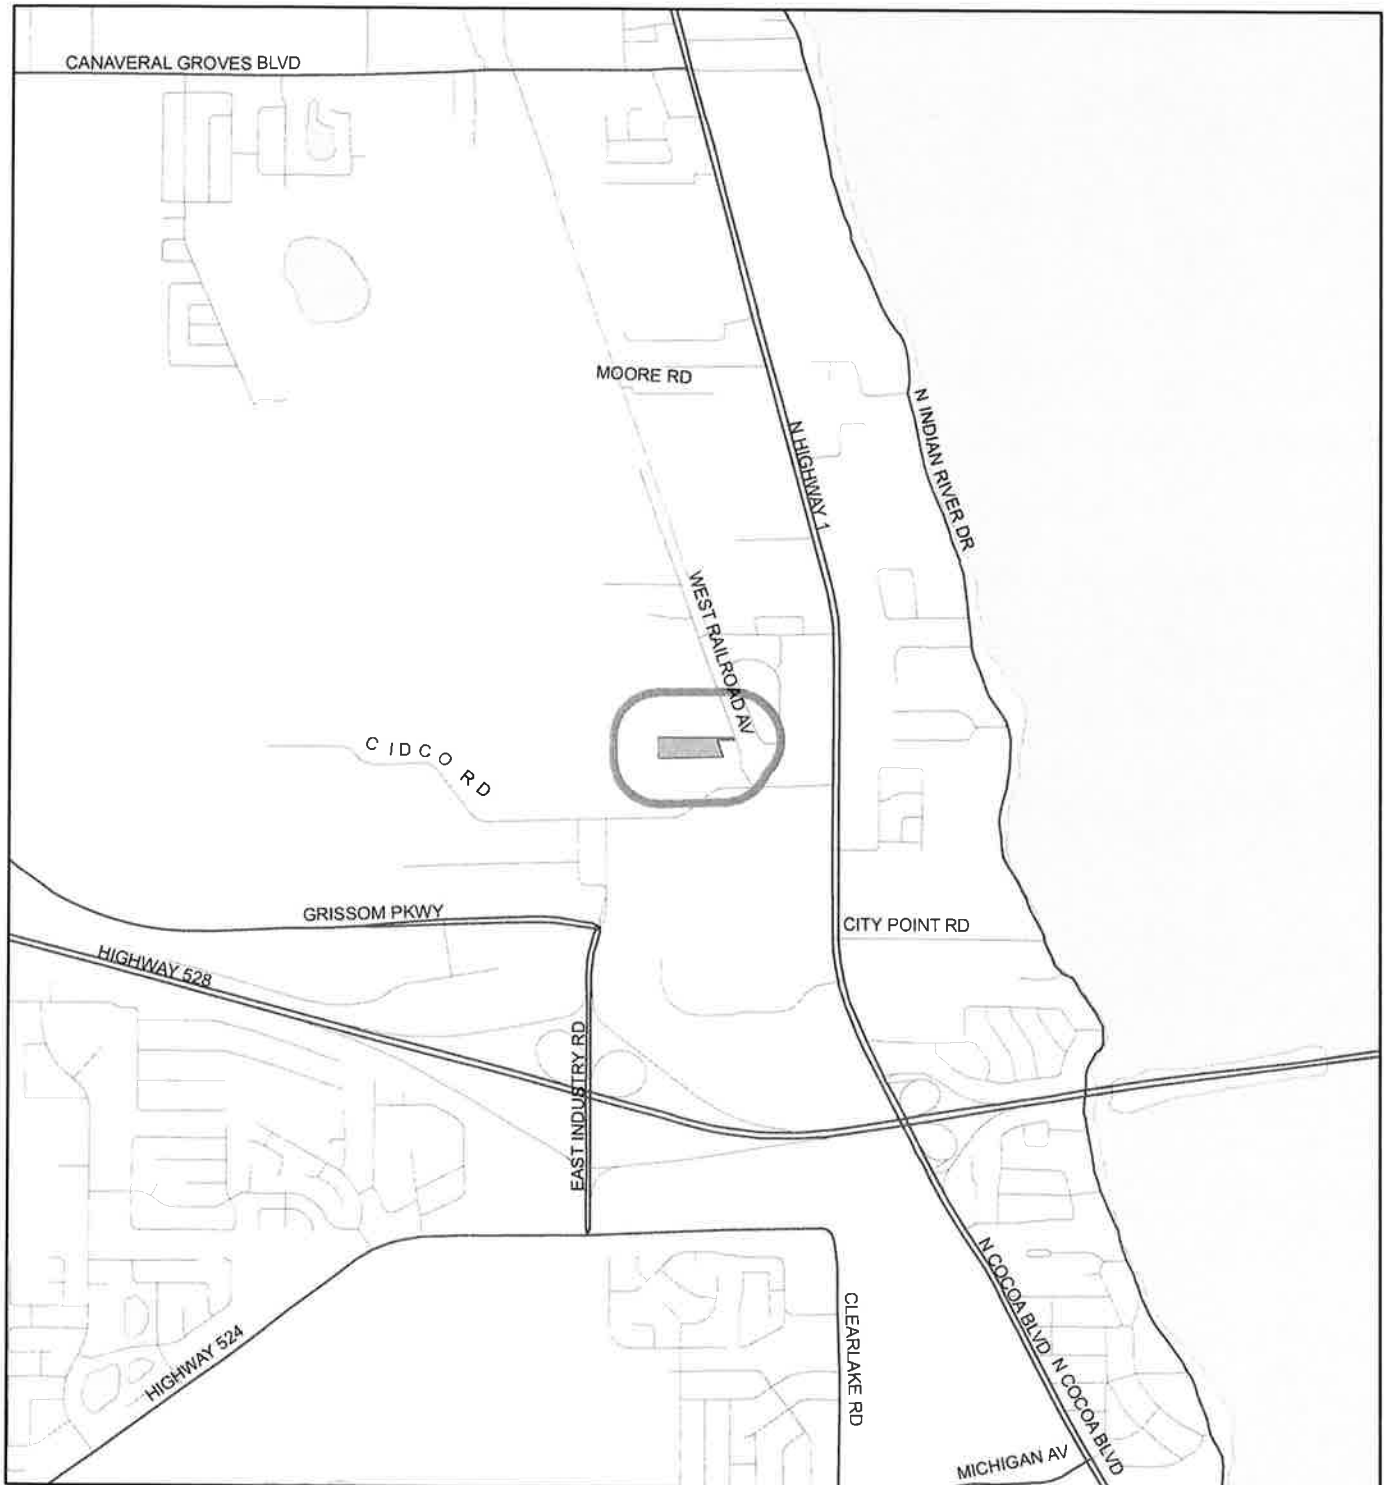 CANAVERAL GROVES BLVD
MOORE RD
N HIGHWAY 1
N INDIAN RIVER DR
WEST RAILROAD AV
CIDCO RD
GRISSOM PKWY
CITY POINT RD
HIGHWAY 528
EAST INDUSTRY RD
N COCOA BLVD
CLEARLAKE RD
HIGHWAY 524
N COCOA BLVD
MICHIGAN AV